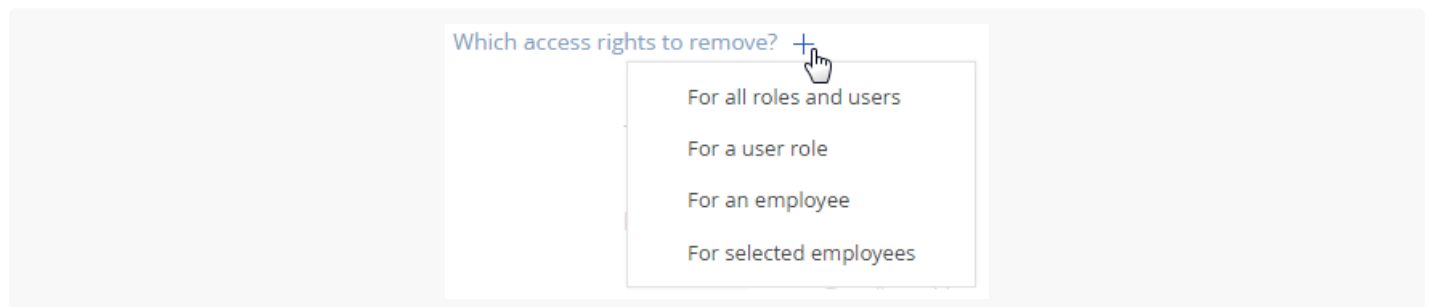 Which access rights to remove? +
For all roles and users
For a user role
For an employee
For selected employees